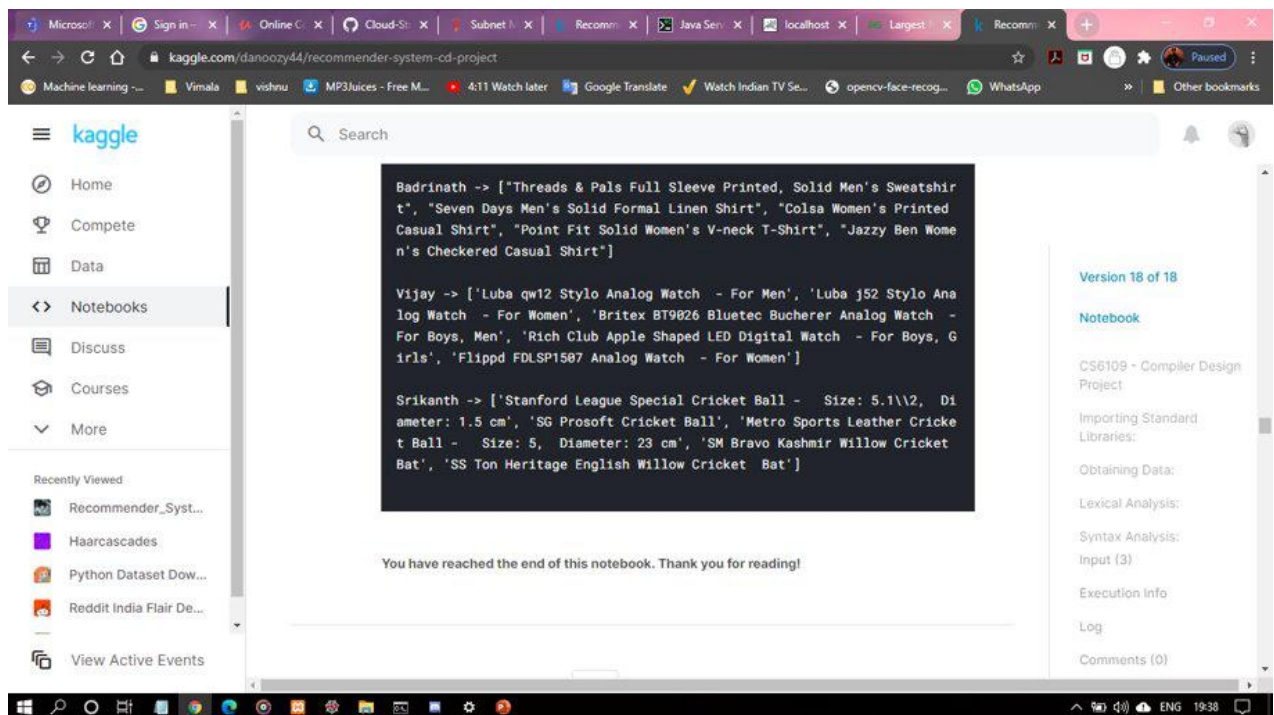 Microsoft
Sign in -
Online C
Cloud-St
Subnet M
Recomm
Java Serv
localhost
Largest
Recomm
kaggle.com/danoozy44/recommender-system-cd-project
Paused
Machine learning -...
Vimala
vishnu
MP3Juices - Free M...
4:11 Watch later
Google Translate
Watch Indian TV Se...
opencv-face-recog...
WhatsApp
»
Other bookmarks
kaggle
Search
Home
Compete
Data
Notebooks
Discuss
Courses
More
Recently Viewed
Recommender_Syst...
Haarcascades
Python Dataset Dow...
Reddit India Flair De...
View Active Events
Badrinath -> ["Threads & Pals Full Sleeve Printed, Solid Men's Sweatshir
t", "Seven Days Men's Solid Formal Linen Shirt", "Colsa Women's Printed
Casual Shirt", "Point Fit Solid Women's V-neck T-Shirt", "Jazzy Ben Wome
n's Checkered Casual Shirt"]
Vijay -> ['Luba qw12 Stylo Analog Watch  - For Men', 'Luba j52 Stylo Ana
log Watch  - For Women', 'Britex BT9026 Bluetec Bucherer Analog Watch  -
For Boys, Men', 'Rich Club Apple Shaped LED Digital Watch  - For Boys, G
irls', 'Flippd FDLSP1507 Analog Watch  - For Women']
Srikanth -> ['Stanford League Special Cricket Ball -   Size: 5.1\\2,  Di
ameter: 1.5 cm', 'SG Prosoft Cricket Ball', 'Metro Sports Leather Cricke
t Ball -   Size: 5,  Diameter: 23 cm', 'SM Bravo Kashmir Willow Cricket
Bat', 'SS Ton Heritage English Willow Cricket  Bat']
You have reached the end of this notebook. Thank you for reading!
Version 18 of 18
Notebook
CS6109 - Compiler Design
Project
Importing Standard
Libraries:
Obtaining Data:
Lexical Analysis:
Syntax Analysis:
Input (3)
Execution Info
Log
Comments (0)
ENG 19:38